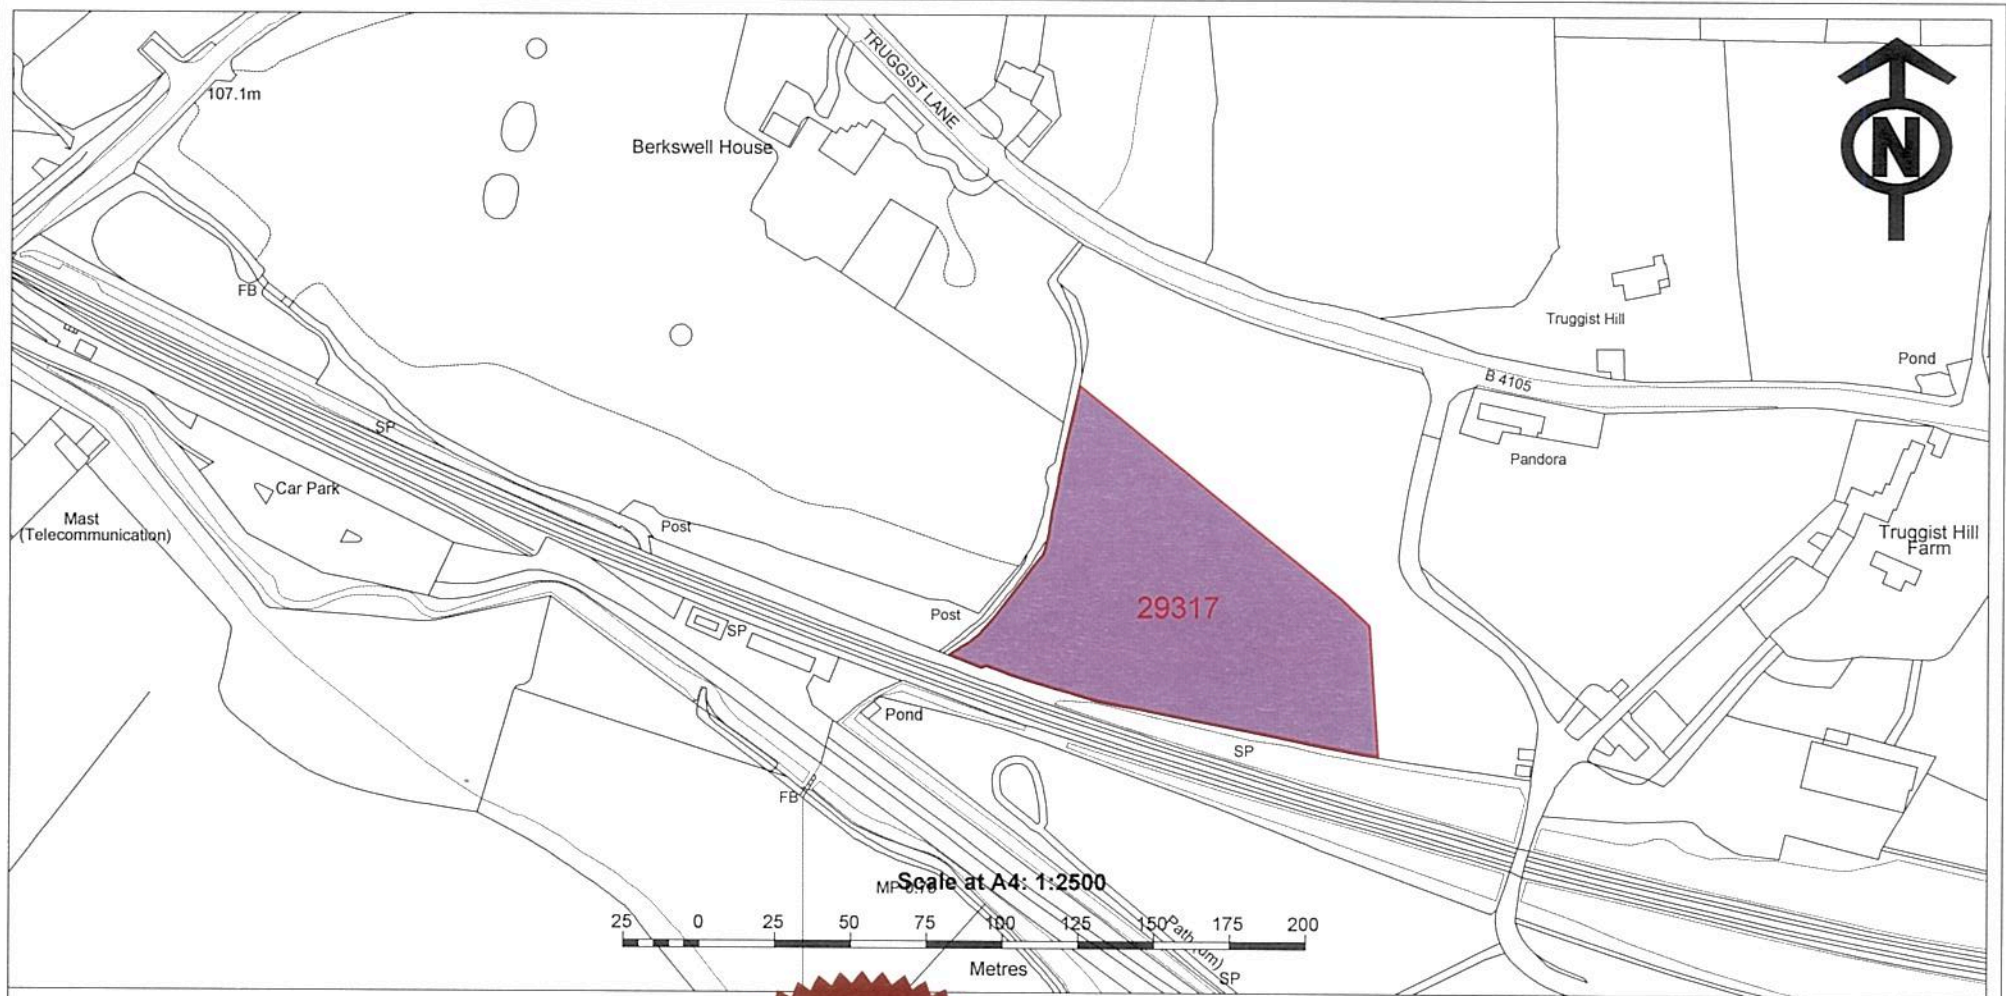 107.1m
TRUGGIST LANE
N
Berkswell House
FB
Truggist Hill
Pond
B 4105
SP
Pandora
Car Park
Mast
(Telecommunication)
Post
Truggist Hill
Farm
29317
Post
SP
Pond
SP
FB
Scale at A4: 1:2500
25 0 25 50 75 100 125 150 175 200
Metres
SP